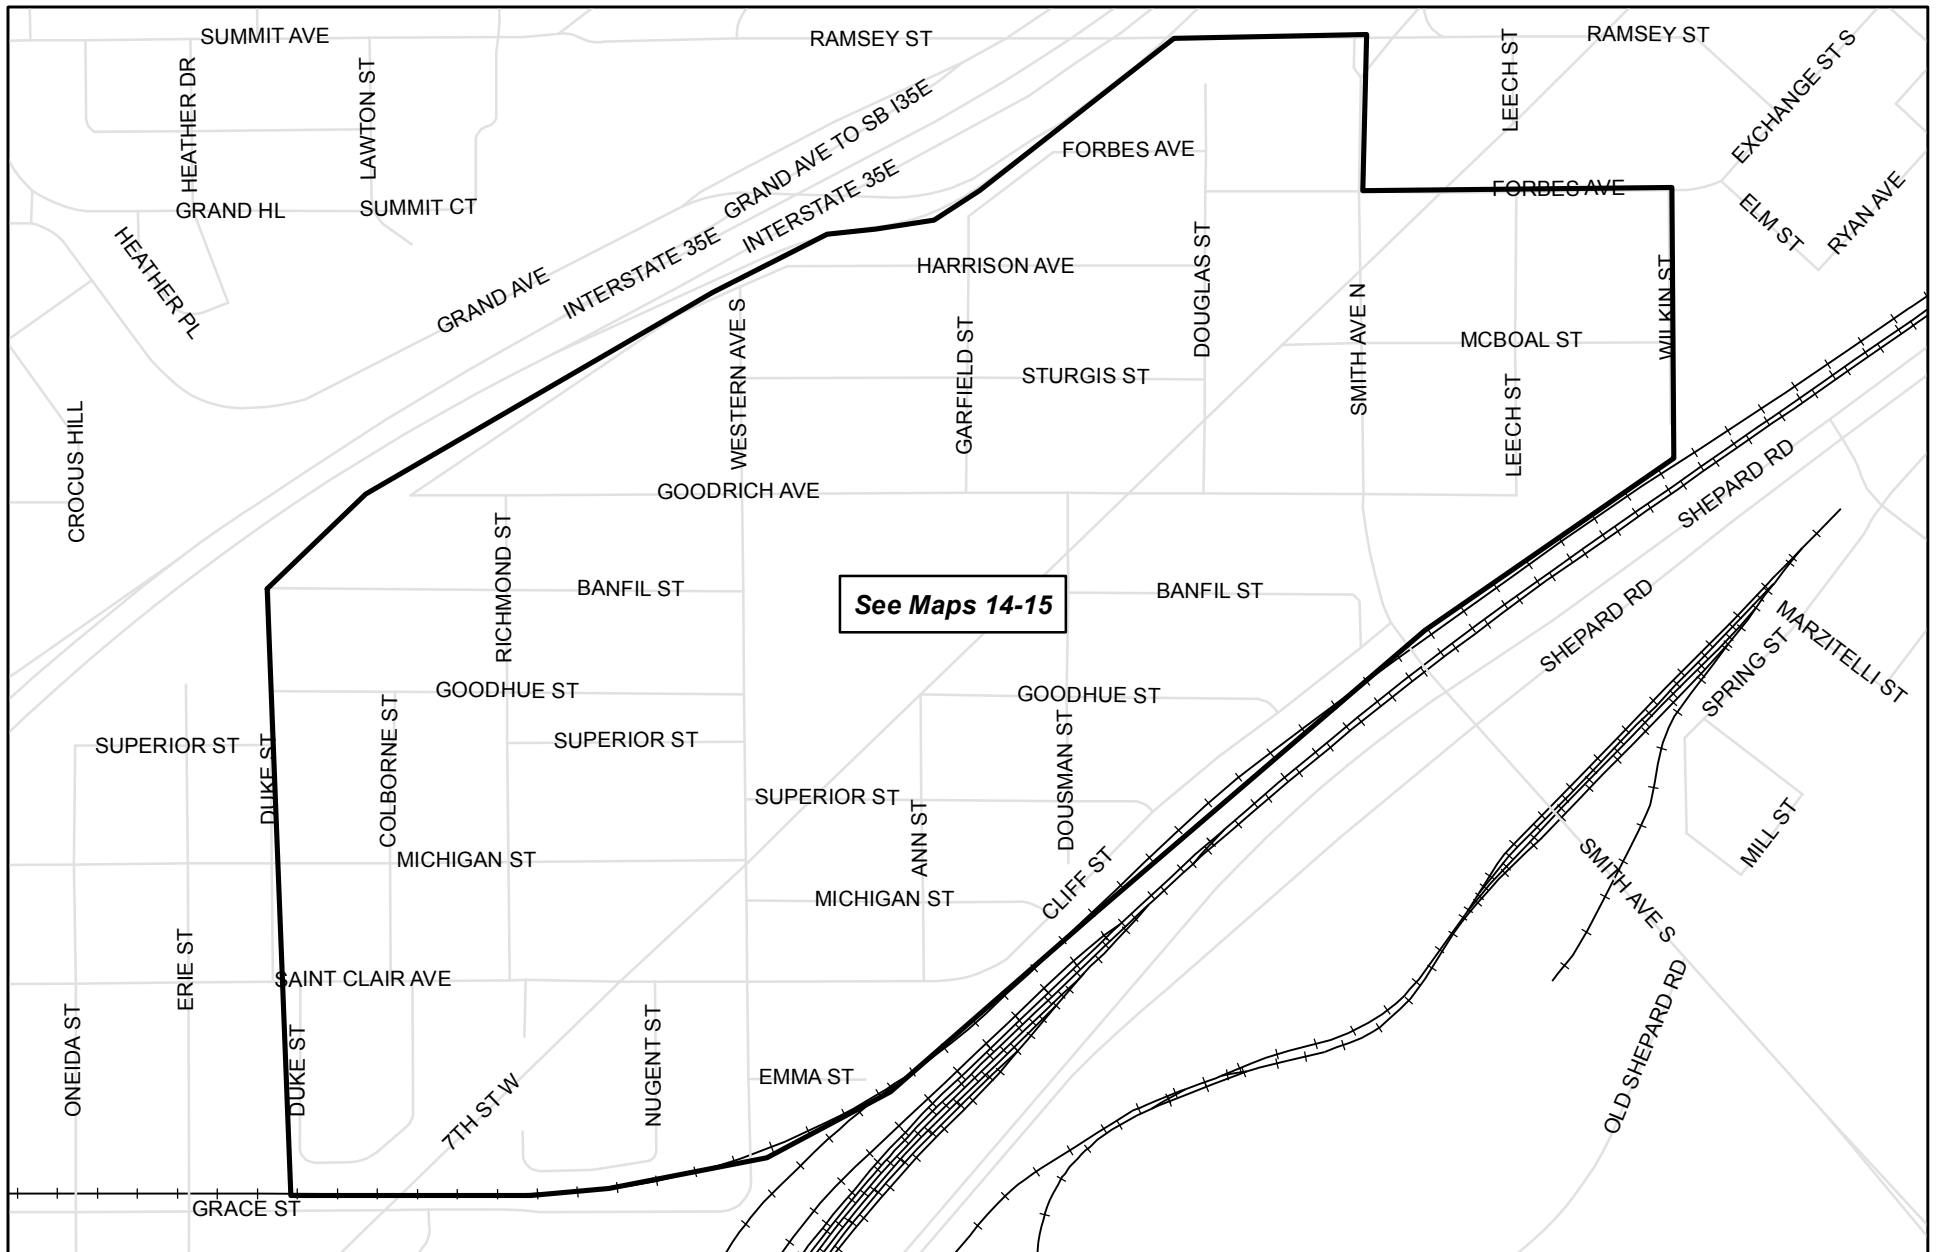 SUMMIT AVE
RAMSEY ST
RAMSEY ST
LEECH ST
EXCHANGE ST S
HEATHER DR
LAWTON ST
GRAND AVE TO SB I35E
FORBES AVE
INTERSTATE 35E
FORBES AVE
GRAND HL
SUMMIT CT
ELM ST
RYAN AVE
HEATHER PL
INTERSTATE 35E
GRAND AVE
HARRISON AVE
DOUGLAS ST
WILKIN ST
WESTERN AVE S
GARFIELD ST
SMITH AVE N
MCBOAL ST
STURGIS ST
LEECH ST
CROCUS HILL
GOODRICH AVE
SHEPARD RD
RICHMOND ST
BANFIL ST
See Maps 14-15
BANFIL ST
SHEPARD RD
MARZITELLI ST
SPRING ST
GOODHUE ST
GOODHUE ST
SUPERIOR ST
DUKE ST
COLBORNE ST
SUPERIOR ST
DOUSMAN ST
SUPERIOR ST
ANN ST
MILL ST
MICHIGAN ST
CLIFF ST
SMITH AVE S
MICHIGAN ST
ERIE ST
SAINT CLAIR AVE
ONEIDA ST
DUKE ST
NUGENT ST
EMMA ST
OLD SHEPARD RD
7TH ST W
GRACE ST